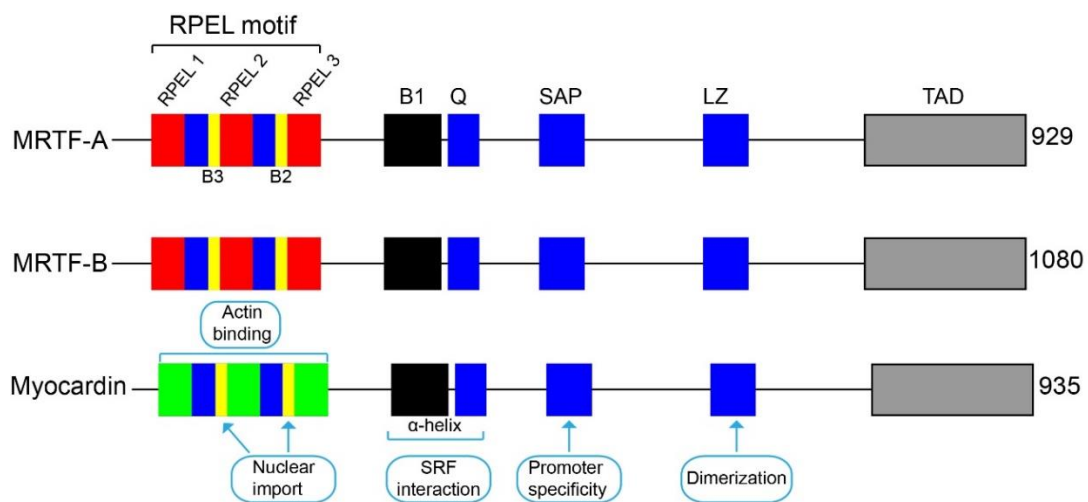 RPEL motif
RPEL 1
RPEL 2
RPEL 3
B1
Q
SAP
LZ
TAD
MRTF-A
929
B3
B2
MRTF-B
1080
Actin
binding
Myocardin
935
α-helix
Nuclear
import
SRF
interaction
Promoter
specificity
Dimerization